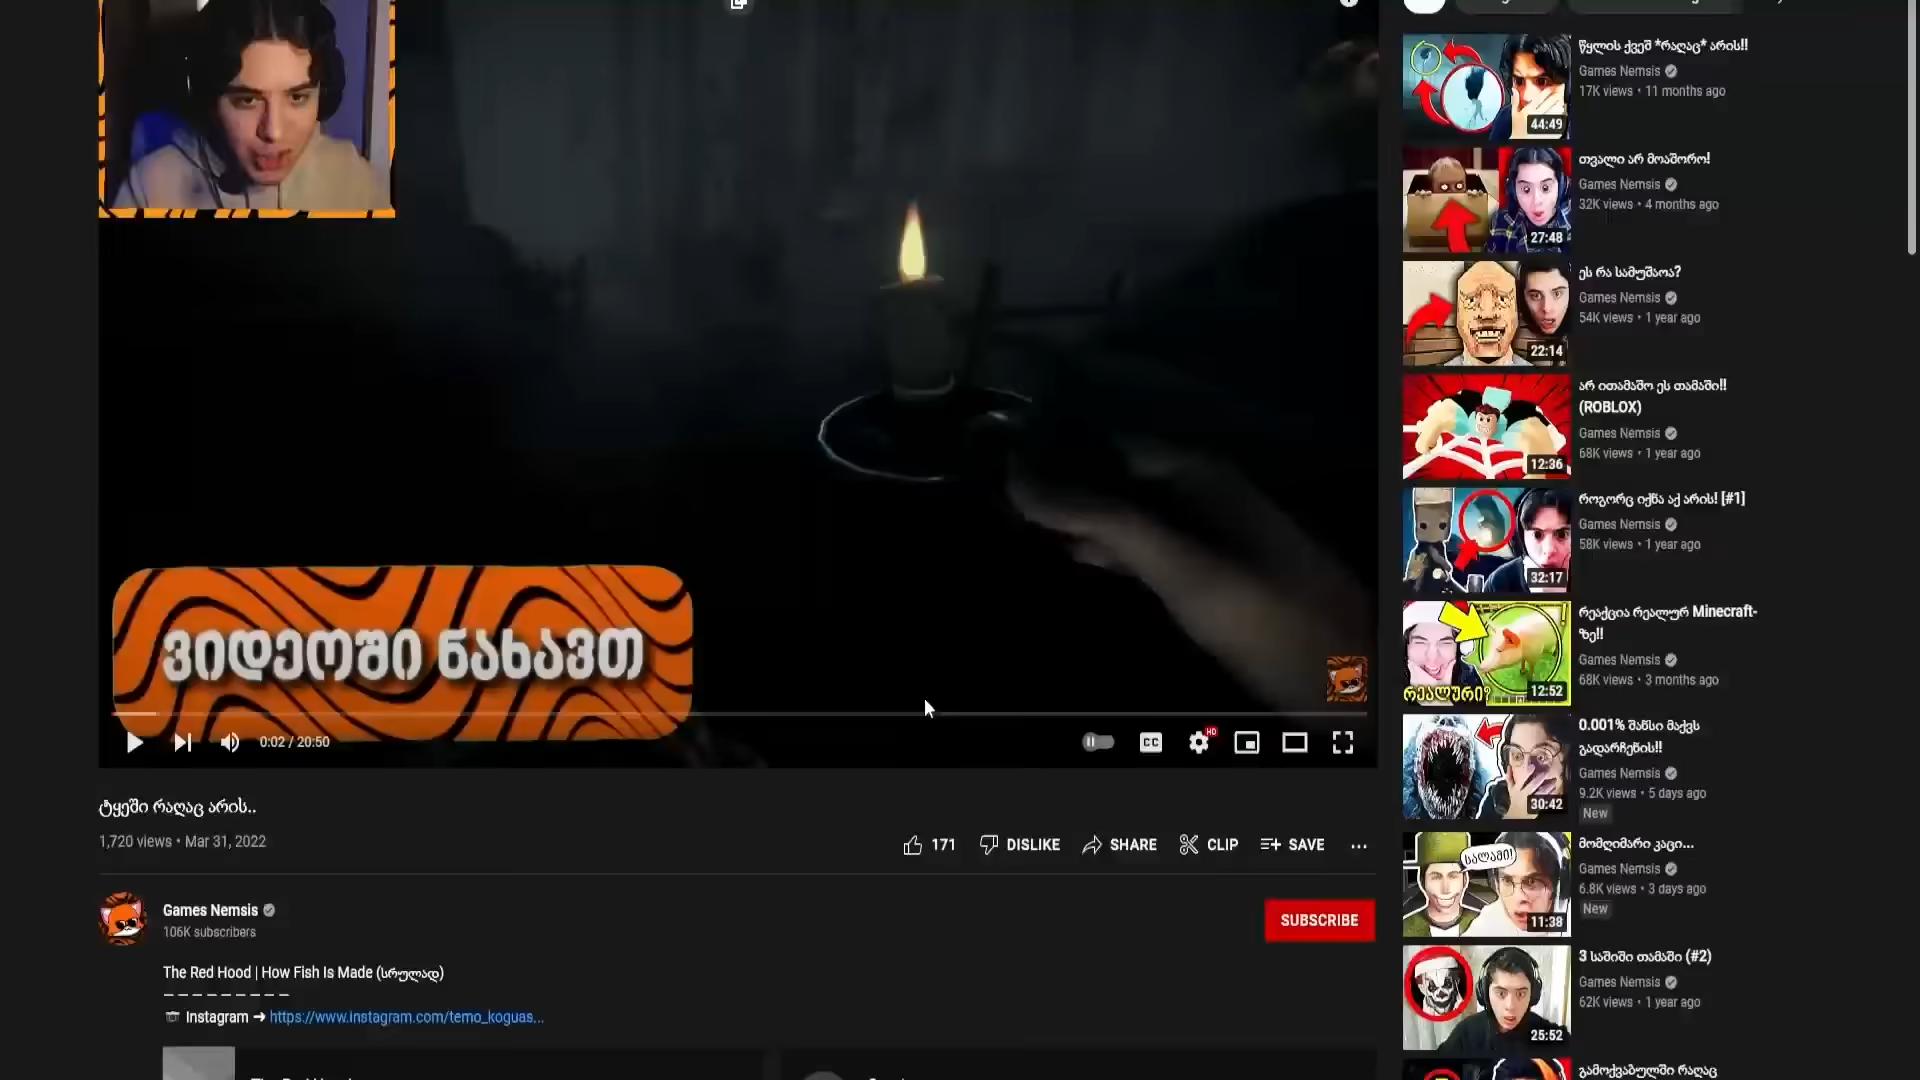 ვიდეოში ნახავთ
0:02 / 20:50
CC
HD
ტყეში რაღაც არის..
1,720 views • Mar 31, 2022
171
DISLIKE
SHARE
CLIP
SAVE
Games Nemsis
106K subscribers
SUBSCRIBE
The Red Hood | How Fish Is Made (სრულად)
– – – – – – – – –
Instagram ➜ https://www.instagram.com/temo_koguas...
წყლის ქვეშ *რაღაც* არის!!
Games Nemsis
17K views • 11 months ago
44:49
თვალი არ მოაშორო!
Games Nemsis
32K views • 4 months ago
27:48
ეს რა სამუშაოა?
Games Nemsis
54K views • 1 year ago
22:14
არ ითამაშო ეს თამაში!!
(ROBLOX)
Games Nemsis
68K views • 1 year ago
12:36
როგორც იქნა აქ არის! [#1]
Games Nemsis
58K views • 1 year ago
32:17
რეაქცია რეალურ Minecraft-
ზე!!
Games Nemsis
68K views • 3 months ago
რეალური?
12:52
0.001% შანსი მაქვს
გადარჩენის!!
Games Nemsis
9.2K views • 5 days ago
New
30:42
მომღიმარი კაცი...
Games Nemsis
6.8K views • 3 days ago
New
სალამი!
11:38
3 საშიში თამაში (#2)
Games Nemsis
62K views • 1 year ago
25:52
გამოქვაბულში რაღაც